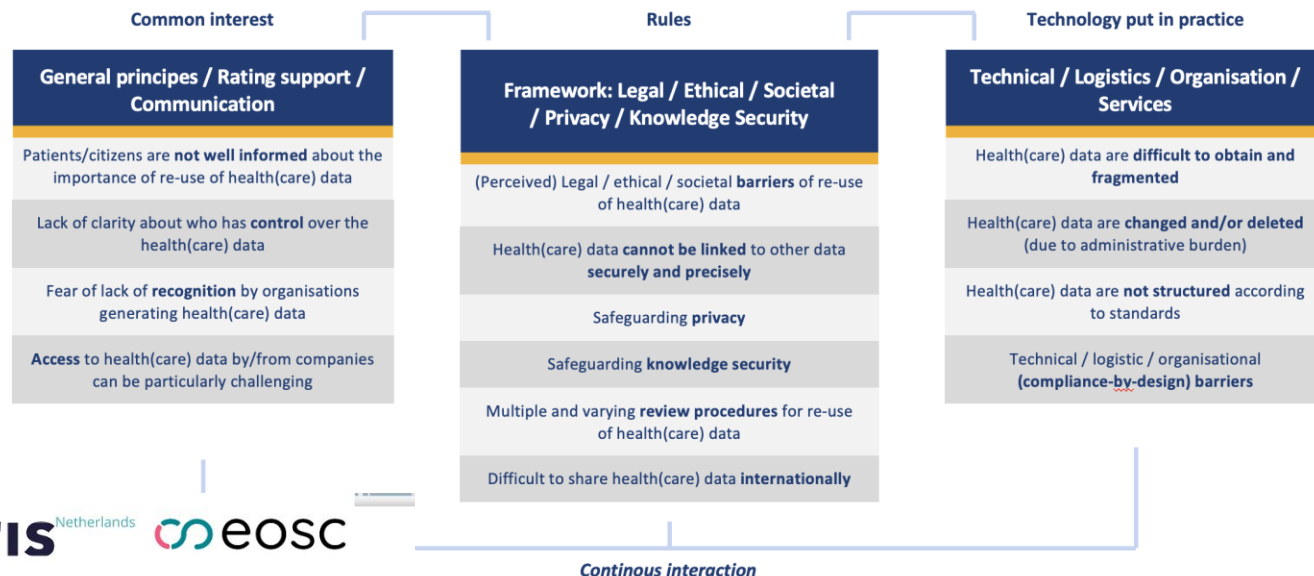 Common interest
General principes / Rating support /
Communication
Patients/citizens are not well informed about the
importance of re-use of health(care) data
Lack of clarity about who has control over the
health(care) data
Fear of lack of recognition by organisations
generating health(care) data
Access to health(care) data by/from companies
can be particularly challenging
Rules
Framework: Legal / Ethical / Societal
/ Privacy / Knowledge Security
(Perceived) Legal / ethical / societal barriers of re-use
of health(care) data
Health(care) data cannot be linked to other data
securely and precisely
Safeguarding privacy
Safeguarding knowledge security
Multiple and varying review procedures for re-use
of health(care) data
Difficult to share health(care) data internationally
Technology put in practice
Technical / Logistics / Organisation /
Services
Health(care) data are difficult to obtain and
fragmented
Health(care) data are changed and/or deleted
(due to administrative burden)
Health(care) data are not structured according
to standards
Technical / logistic / organisational
(compliance-by-design) barriers
Netherlands
eosc
Continous interaction